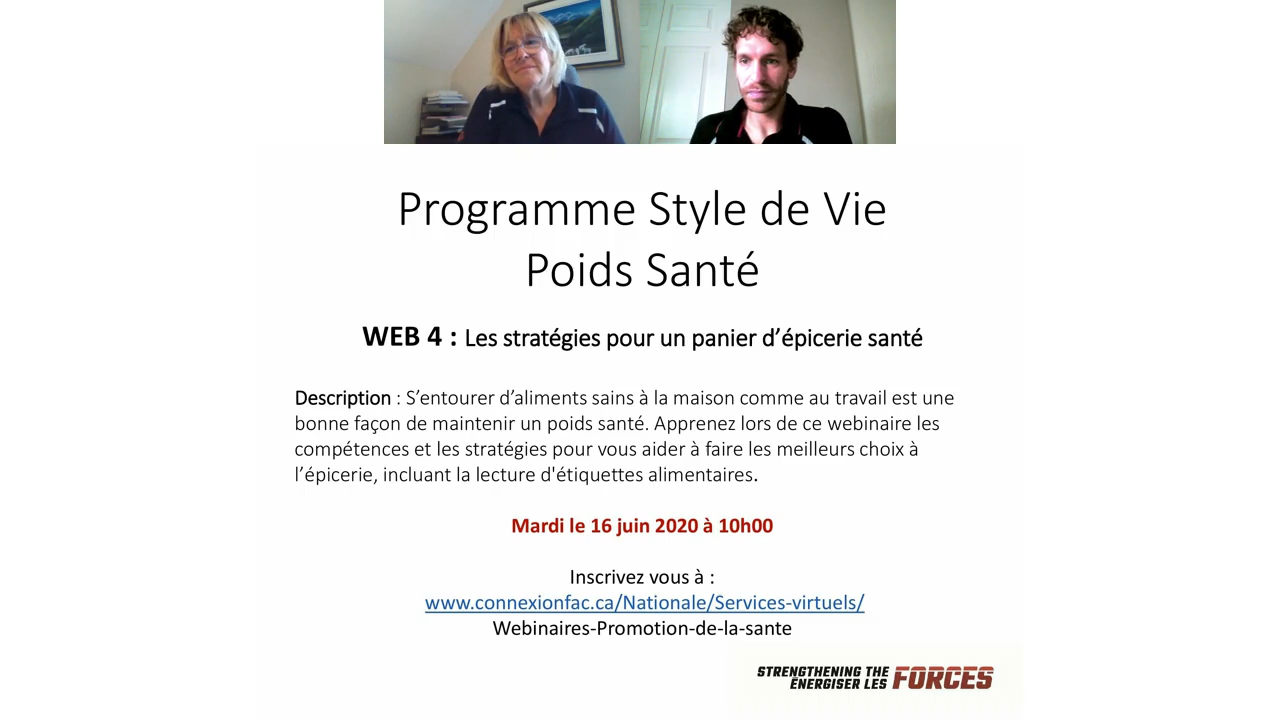 Programme Style de Vie
Poids Santé
WEB 4 : Les stratégies pour un panier d’épicerie santé
Description : S’entourer d’aliments sains à la maison comme au travail est une
bonne façon de maintenir un poids santé. Apprenez lors de ce webinaire les
compétences et les stratégies pour vous aider à faire les meilleurs choix à
l’épicerie, incluant la lecture d'étiquettes alimentaires.
Mardi le 16 juin 2020 à 10h00
Inscrivez vous à :
www.connexionfac.ca/Nationale/Services-virtuels/
Webinaires-Promotion-de-la-sante
STRENGTHENING THE
ÉNERGISER LES FORCES